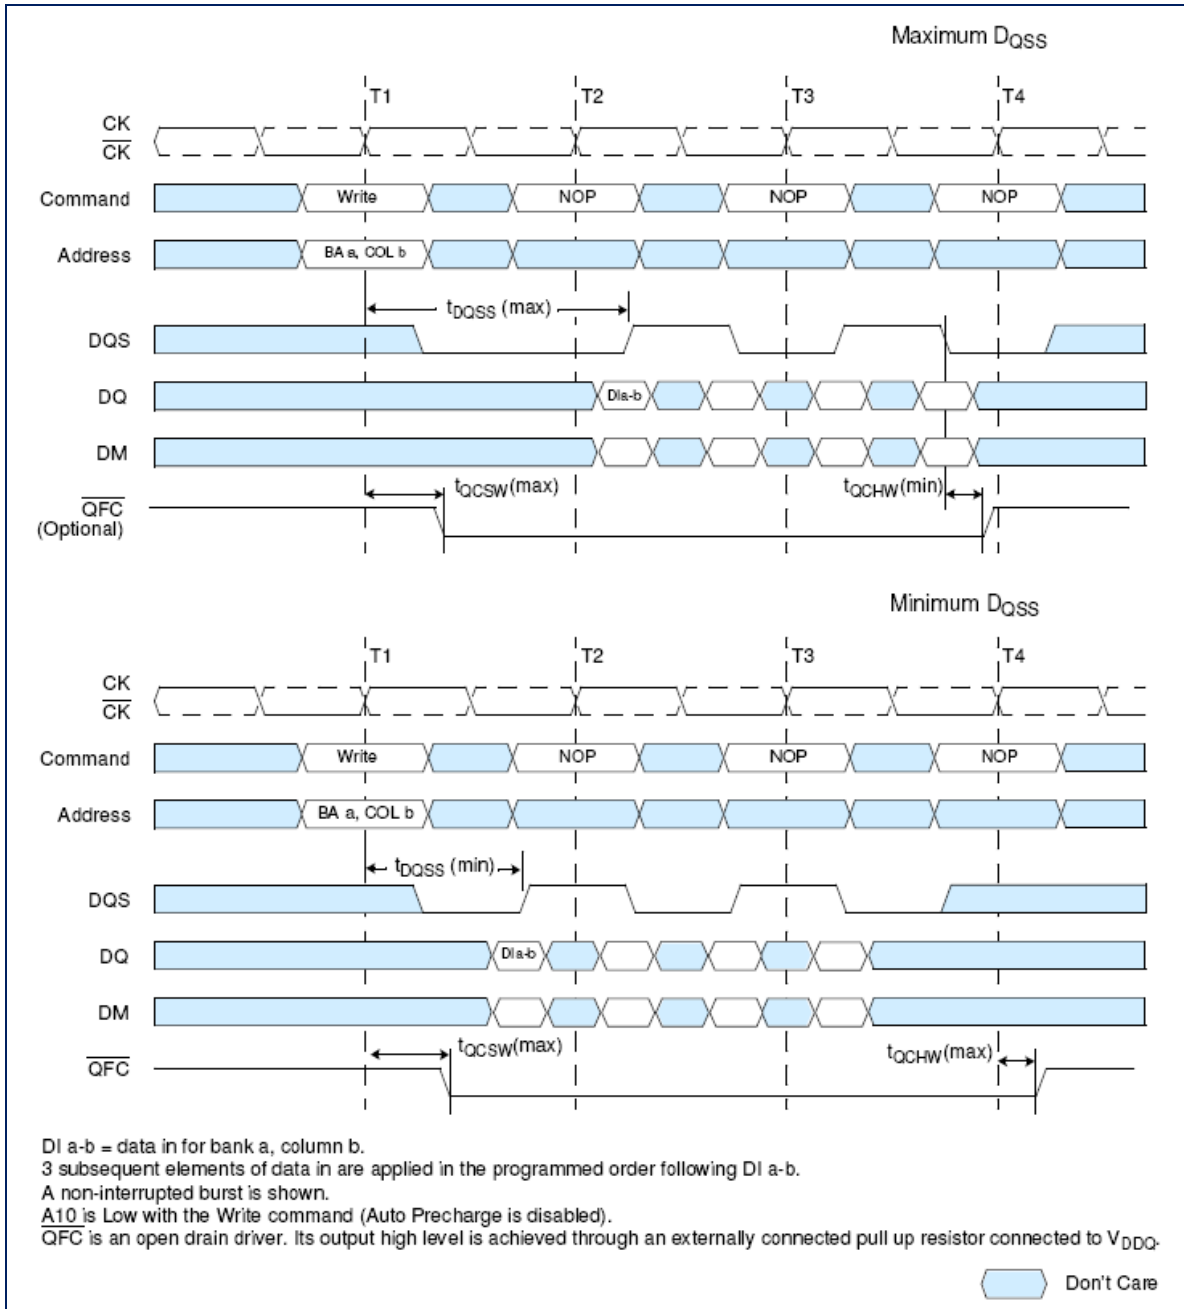 Maximum DQSS
T1 T2 T3 T4
CK
CK
Command Write NOP NOP NOP
Address BA a, COL b
tDQSS (max)
DQS
DQ DIa-b
DM
tQCSW(max) tQCHW(min)
QFC
(Optional)
Minimum DQSS
T1 T2 T3 T4
CK
CK
Command Write NOP NOP NOP
Address BA a, COL b
tDQSS (min)
DQS
DQ DI a-b
DM
tQCSW(max) tQCHW(max)
QFC
DI a-b = data in for bank a, column b.
3 subsequent elements of data in are applied in the programmed order following DI a-b.
A non-interrupted burst is shown.
A10 is Low with the Write command (Auto Precharge is disabled).
QFC is an open drain driver. Its output high level is achieved through an externally connected pull up resistor connected to VDDQ.
Don't Care